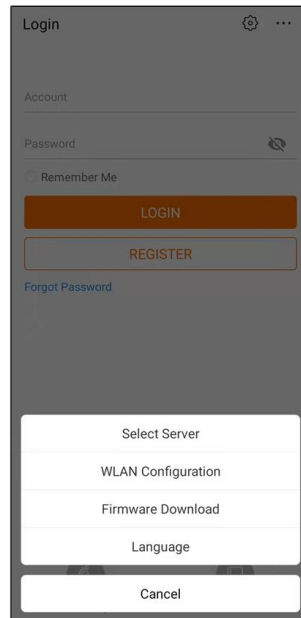 Login
Account
Password
Remember Me
LOGIN
REGISTER
Forgot Password
Select Server
WLAN Configuration
Firmware Download
Language
Cancel